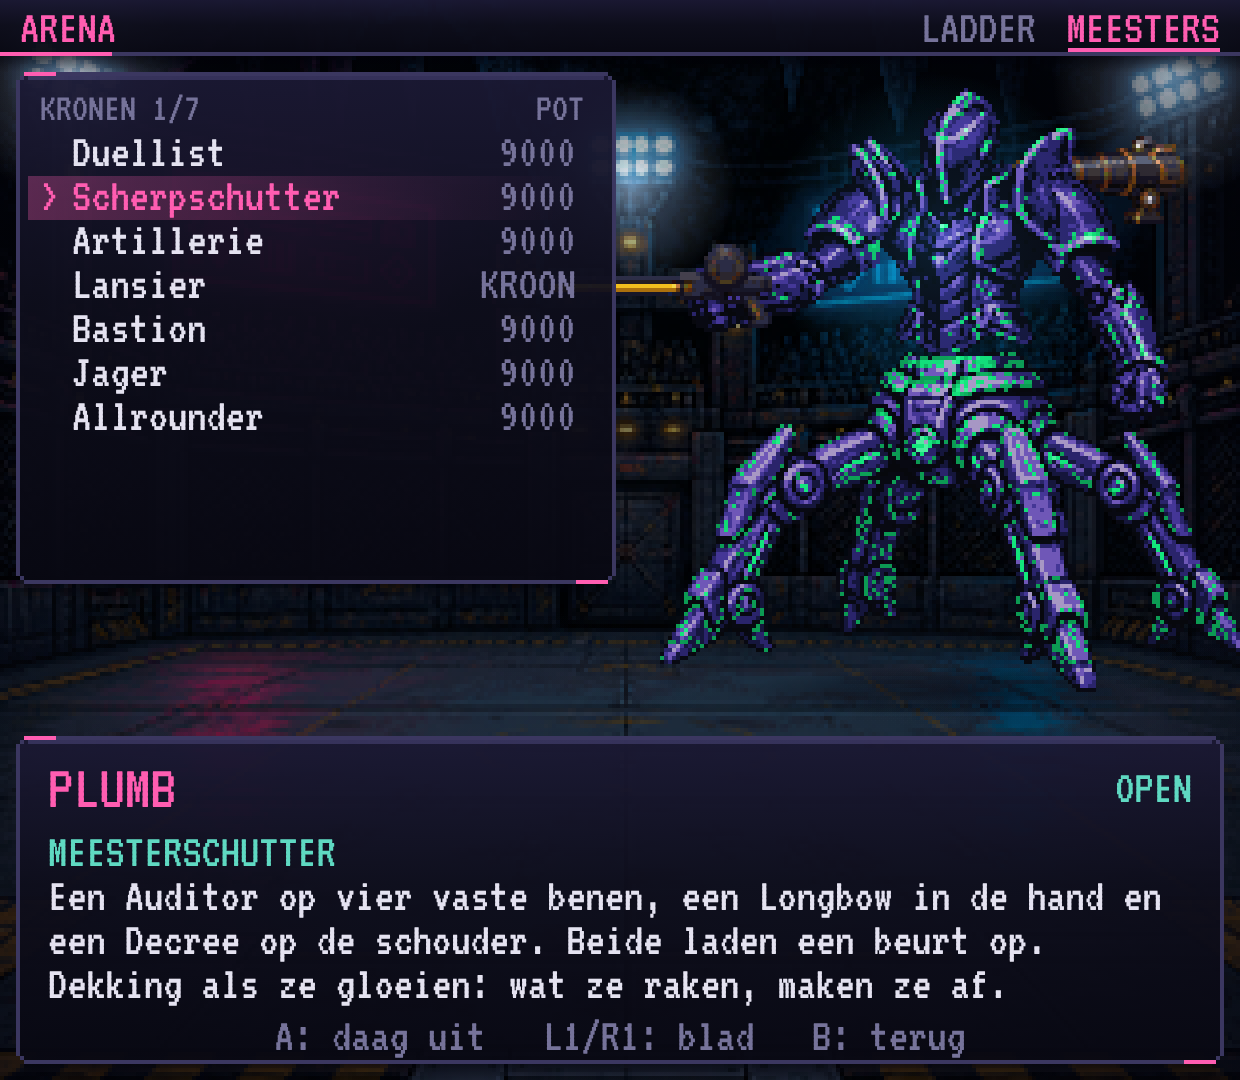 ARENA LADDER MEESTERS
KRONEN 1/7 POT
Duellist 9000
> Scherpschutter 9000
Artillerie 9000
Lansier KROON
Bastion 9000
Jager 9000
Allrounder 9000
PLUMB OPEN
MEESTERSCHUTTER
Een Auditor op vier vaste benen, een Longbow in de hand en
een Decree op de schouder. Beide laden een beurt op.
Dekking als ze gloeien: wat ze raken, maken ze af.
A: daag uit L1/R1: blad B: terug